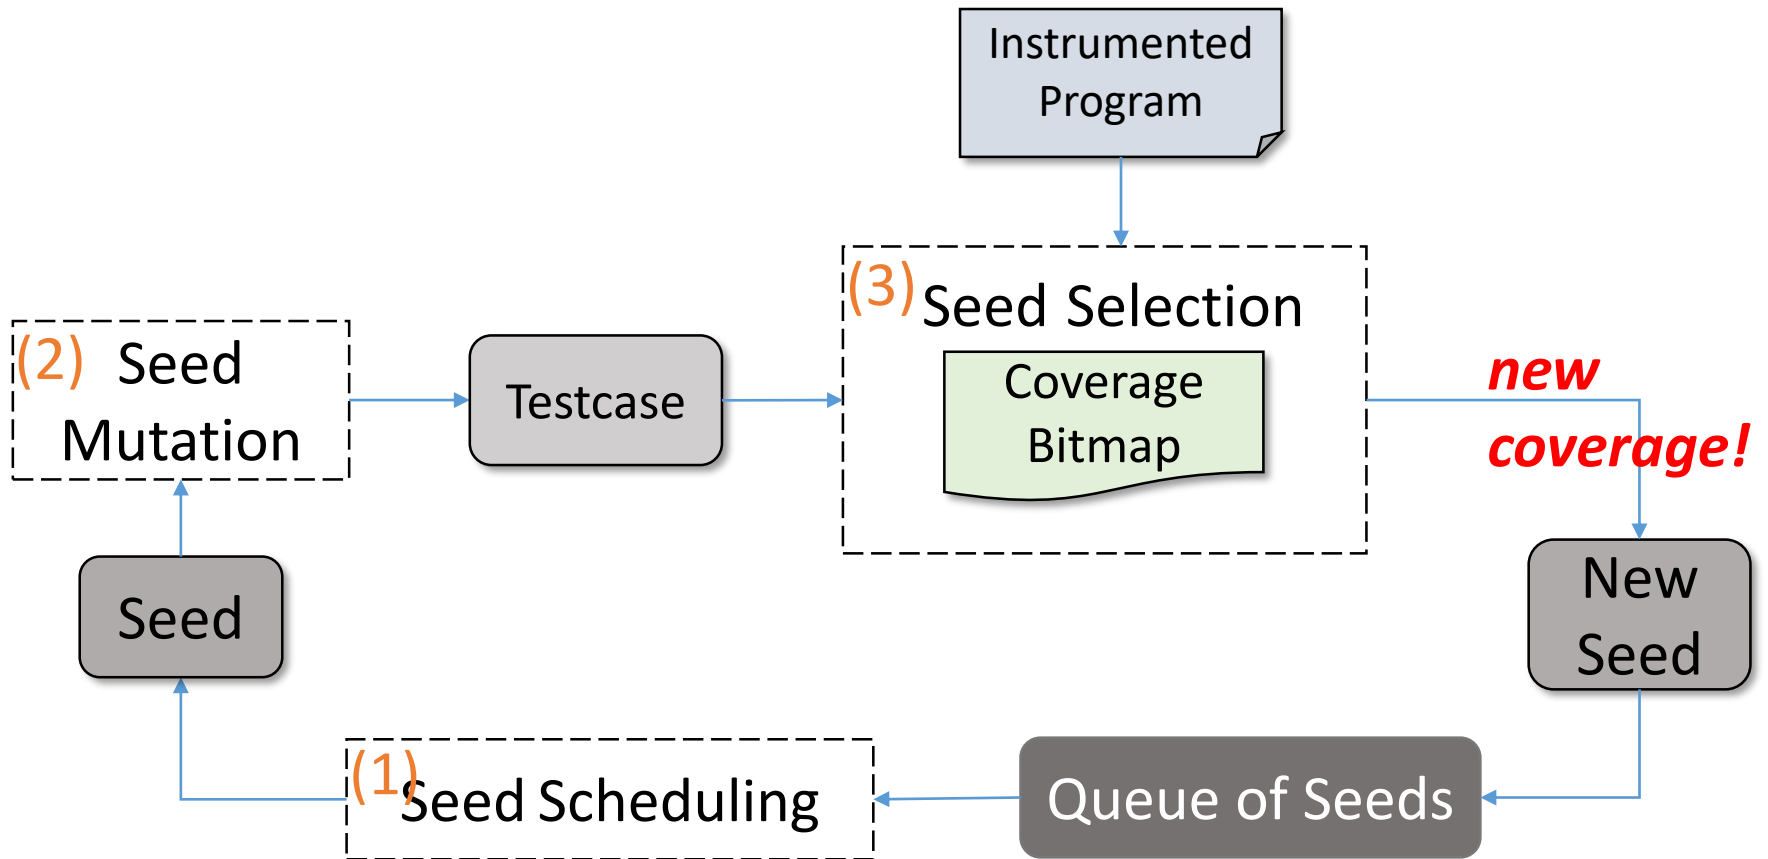 Instrumented
Program
(3)
Seed Selection
Coverage
Bitmap
(2)
Seed
Mutation
Testcase
new
coverage!
Seed
New
Seed
(1)
Seed Scheduling
Queue of Seeds